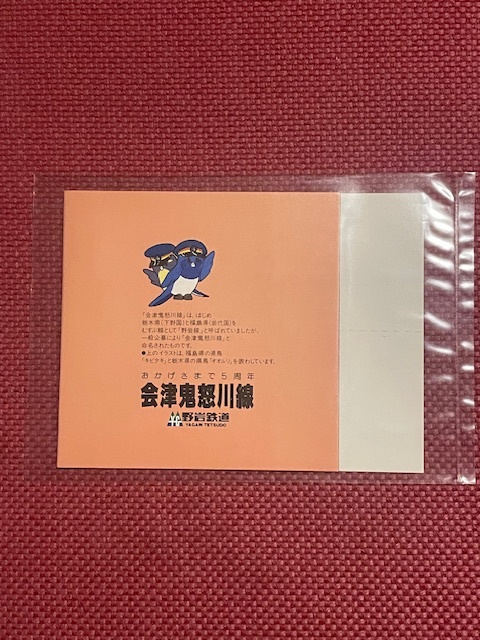 「会津鬼怒川線」は、はじめ
栃木県(下野国)と福島県(岩代国)を
むすぶ線として「野岩線」と呼ばれていましたが、
一般公募により「会津鬼怒川線」と
命名されたものです。
●上のイラストは、福島県の県鳥
「キビタキ」と栃木県の県鳥「オオルリ」を表わしています。
おかげさまで5周年
会津鬼怒川線
野岩鉄道
YAGAN TETSUDO